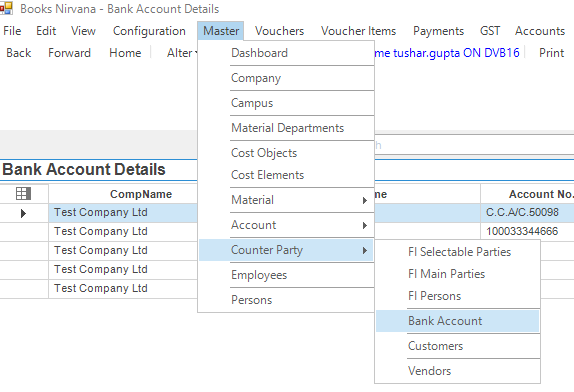 Books Nirvana - Bank Account Details
File Edit View Configuration Master Vouchers Voucher Items Payments GST Accounts
Back Forward Home Alter me tushar.gupta ON DVB16 Print
Dashboard
Company
Campus
Material Departments
Cost Objects
Cost Elements
Material
Account
Counter Party
Employees
Persons
FI Selectable Parties
FI Main Parties
FI Persons
Bank Account
Customers
Vendors
Bank Account Details
CompName me Account No.
Test Company Ltd C.C.A/C.50098
Test Company Ltd 100033344666
Test Company Ltd
Test Company Ltd
Test Company Ltd